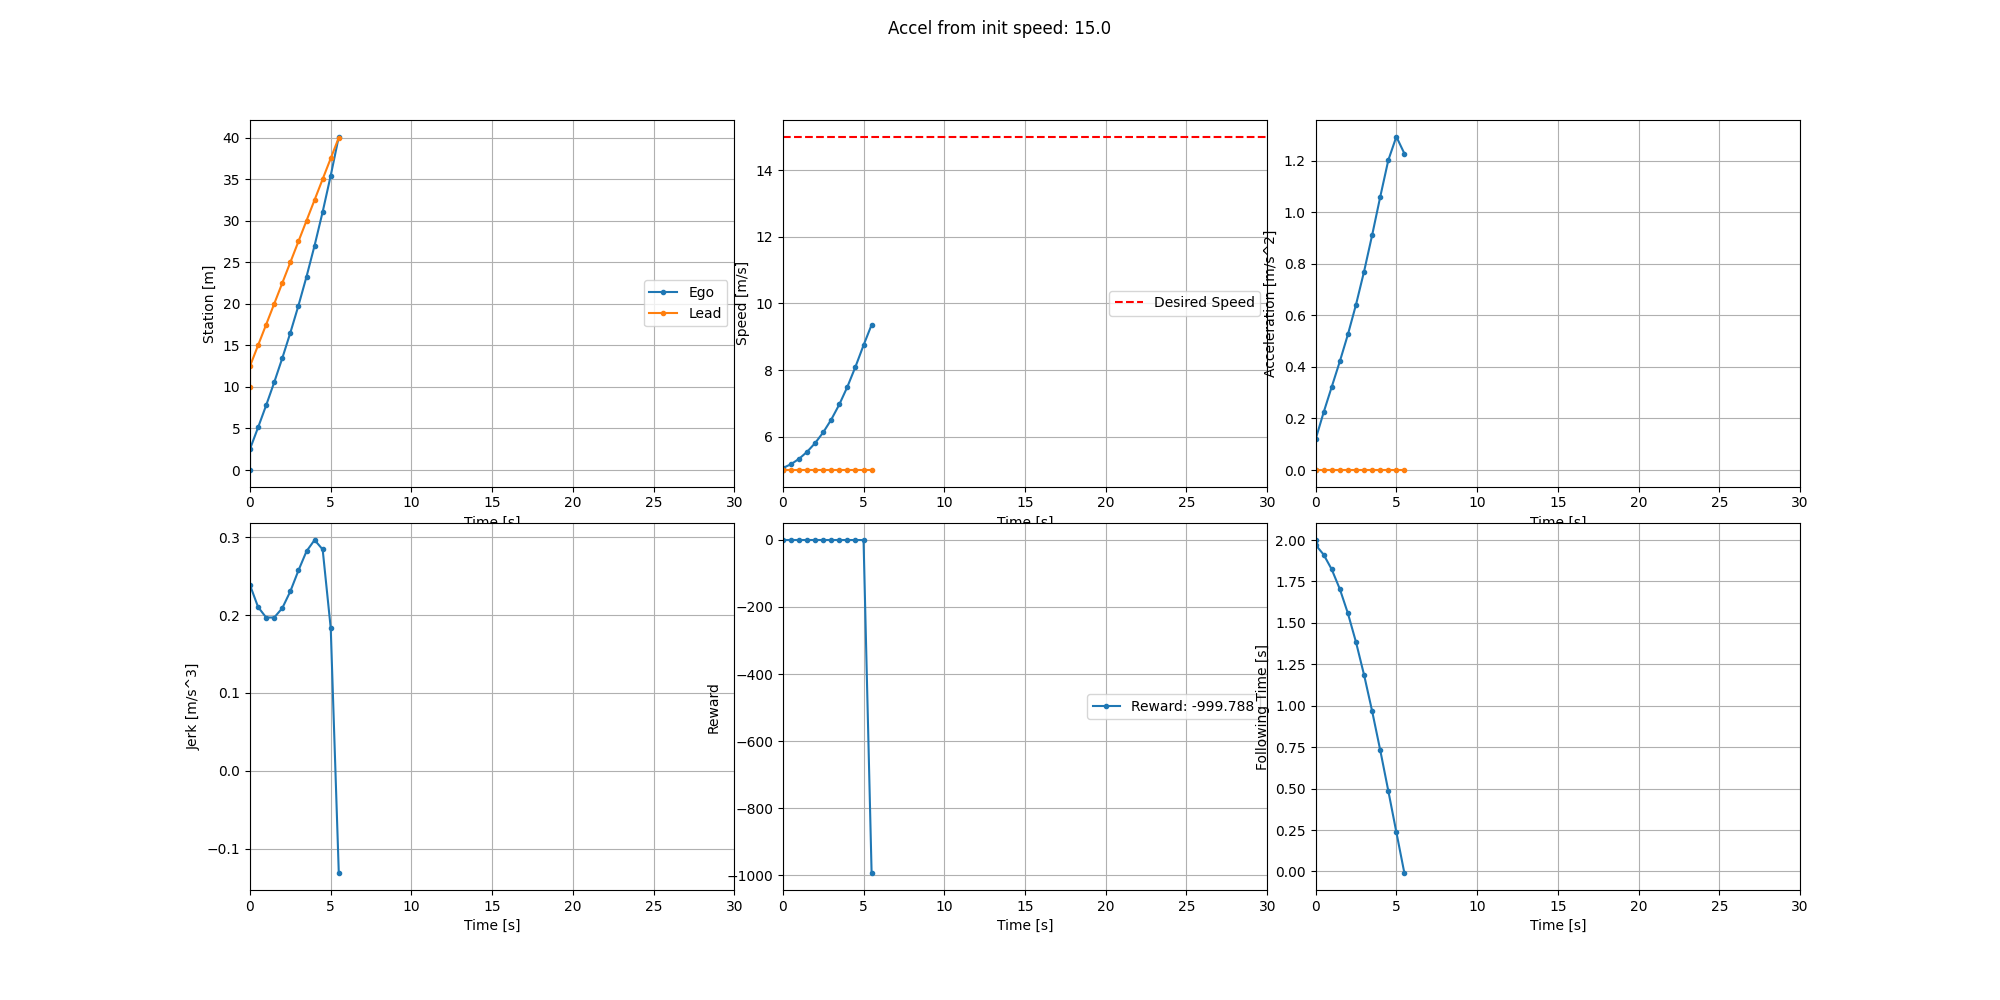 Accel from init speed: 15.0
Station [m]
40
35
30
25
20
15
10
5
0
Ego
Lead
0 5 10 15 20 25 30
Time [s]
Speed [m/s]
14
12
10
8
6
Desired Speed
0 5 10 15 20 25 30
Time [s]
Acceleration [m/s^2]
1.2
1.0
0.8
0.6
0.4
0.2
0.0
0 5 10 15 20 25 30
Time [s]
Jerk [m/s^3]
0.3
0.2
0.1
0.0
−0.1
0 5 10 15 20 25 30
Time [s]
Reward
0
−200
−400
−600
−800
−1000
Reward: -999.788
0 5 10 15 20 25 30
Time [s]
Following Time [s]
2.00
1.75
1.50
1.25
1.00
0.75
0.50
0.25
0.00
0 5 10 15 20 25 30
Time [s]